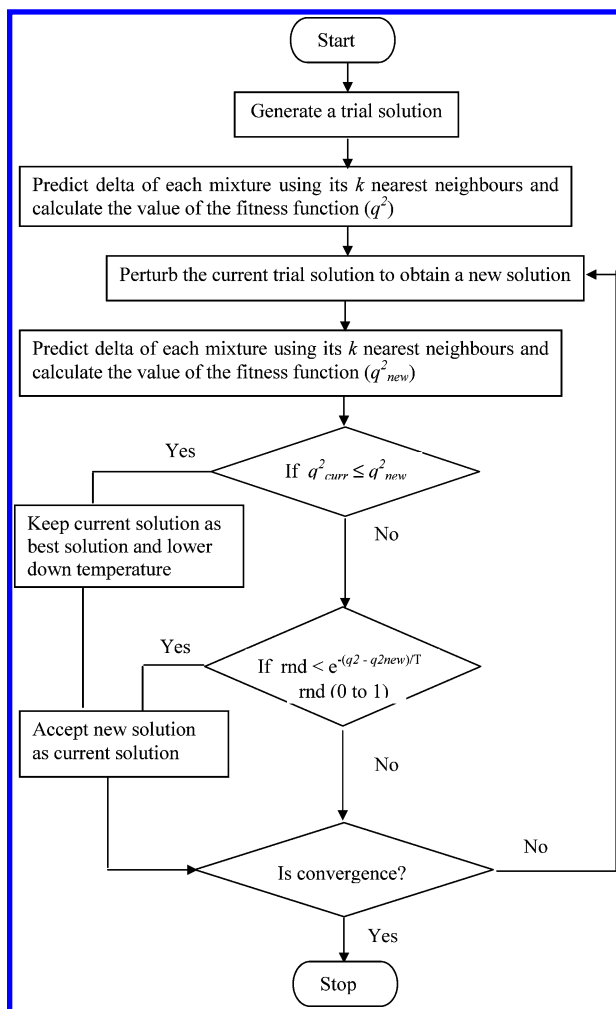 Start
Generate a trial solution
Predict delta of each mixture using its k nearest neighbours and
calculate the value of the fitness function (q²)
Perturb the current trial solution to obtain a new solution
Predict delta of each mixture using its k nearest neighbours and
calculate the value of the fitness function (q²new)
Yes
If q²curr ≤ q²new
Keep current solution as
best solution and lower
down temperature
No
Yes
If rnd < e-(q2 - q2new)/T
rnd (0 to 1)
Accept new solution
as current solution
No
Is convergence?
No
Yes
Stop